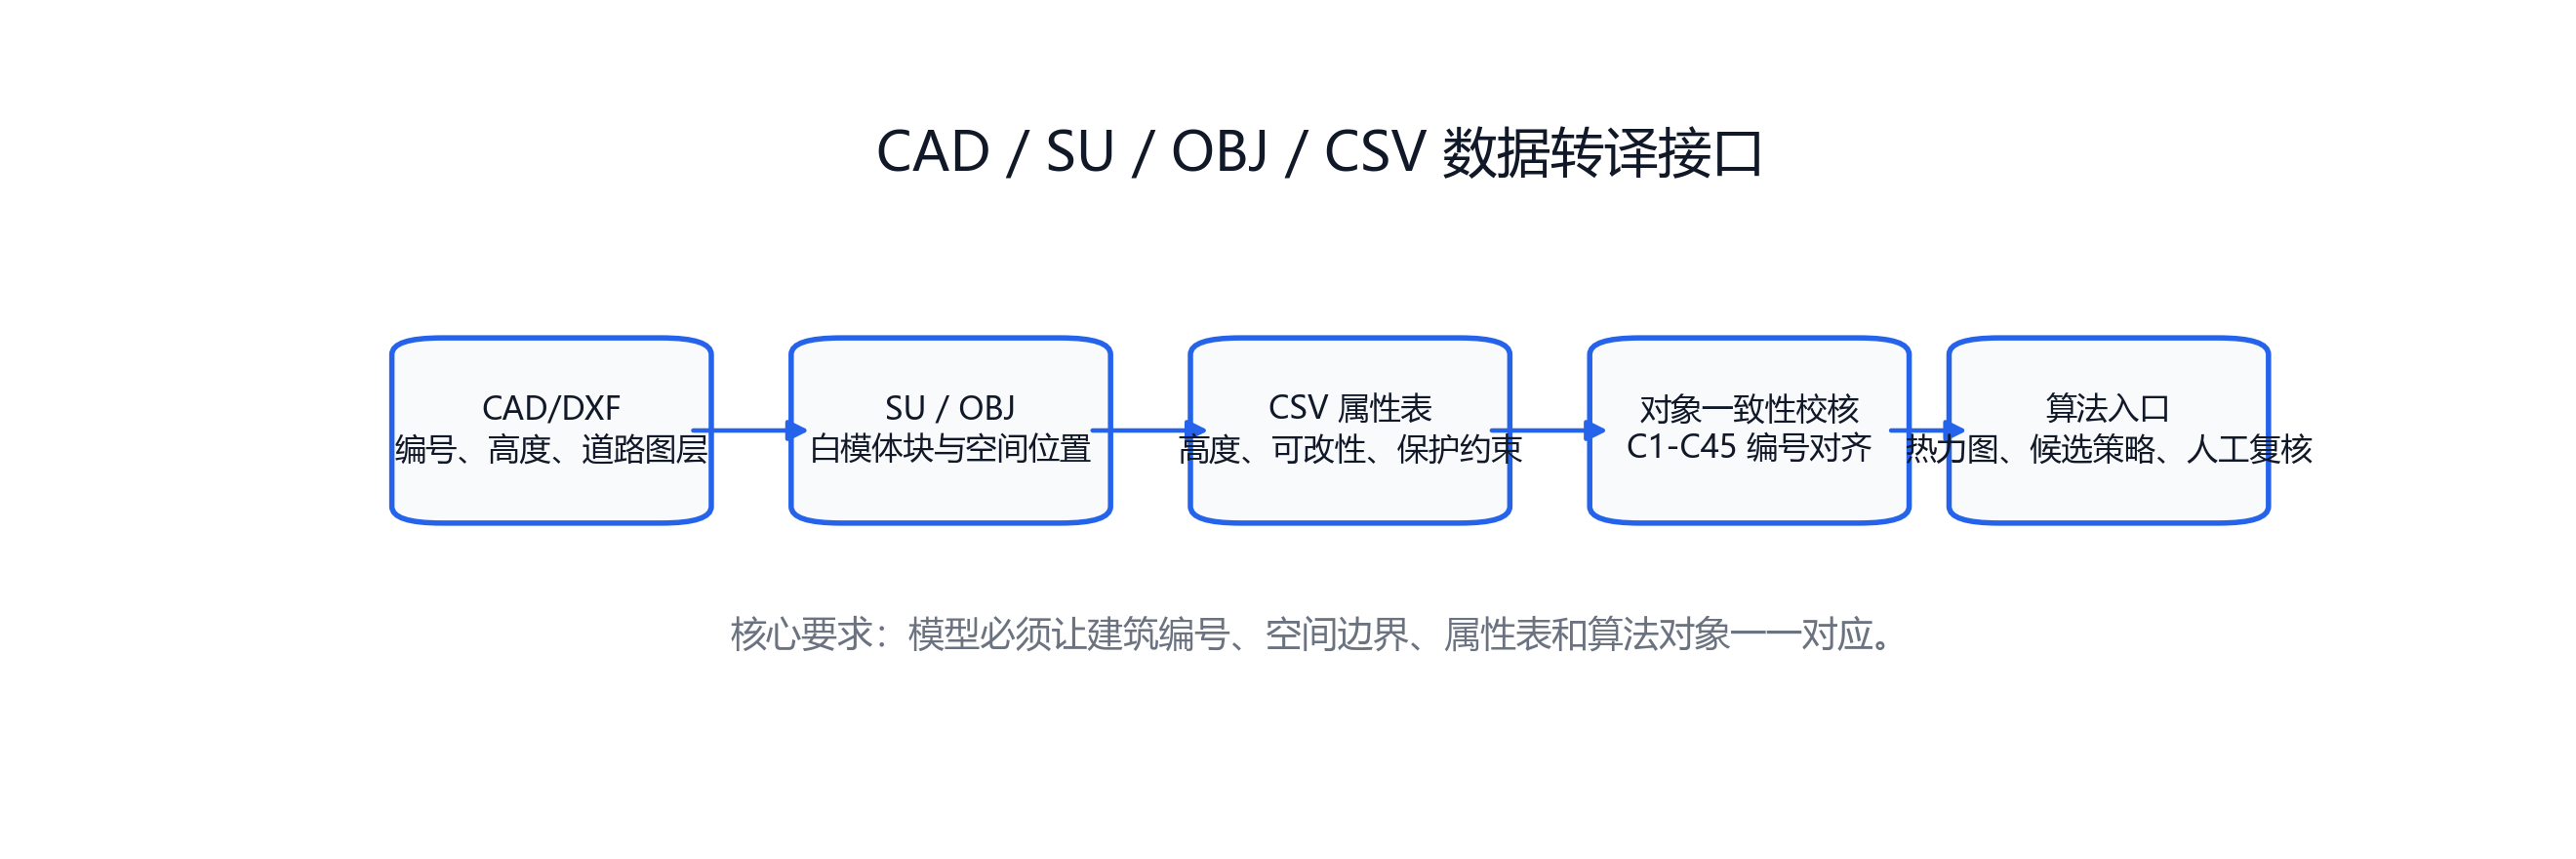 CAD / SU / OBJ / CSV 数据转译接口
CAD/DXF
编号、高度、道路图层
SU / OBJ
白模体块与空间位置
CSV 属性表
高度、可改性、保护约束
对象一致性校核
C1-C45 编号对齐
算法入口
热力图、候选策略、人工复核
核心要求：模型必须让建筑编号、空间边界、属性表和算法对象一一对应。